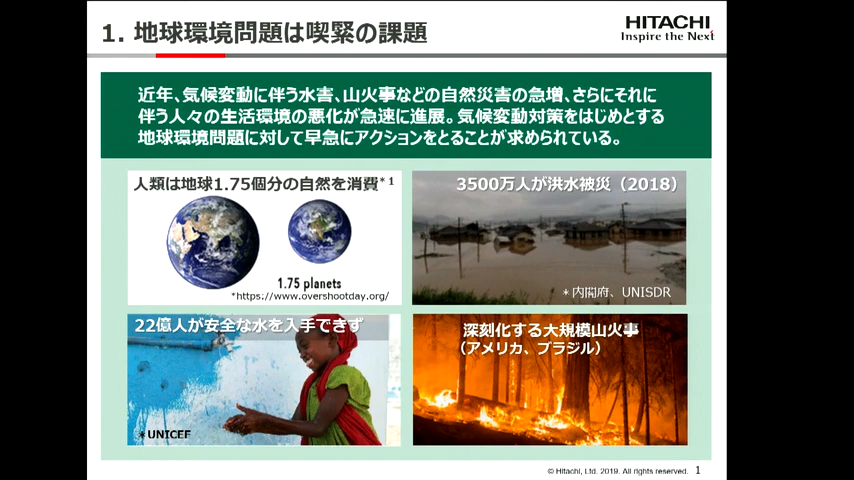 1. 地球環境問題は喫緊の課題
HITACHI
Inspire the Next
近年、気候変動に伴う水害、山火事などの自然災害の急増、さらにそれに
伴う人々の生活環境の悪化が急速に進展。気候変動対策をはじめとする
地球環境問題に対して早急にアクションをとることが求められている。
人類は地球1.75個分の自然を消費*1
1.75 planets
*https://www.overshootday.org/
3500万人が洪水被災（2018）
*内閣府、UNISDR
22億人が安全な水を入手できず
*UNICEF
深刻化する大規模山火事
（アメリカ、ブラジル）
© Hitachi, Ltd. 2019. All rights reserved. 1